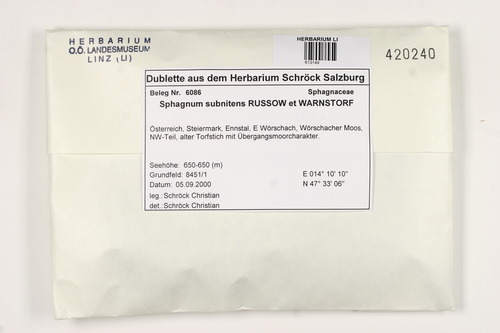 HERBARIUM
O.Ö. LANDESMUSEUM
LINZ (LI)
HERBARIUM LI
420240
Dublette aus dem Herbarium Schröck Salzburg
Beleg Nr. 6086 Sphagnaceae
Sphagnum subnitens RUSSOW et WARNSTORF
Österreich, Steiermark, Ennstal, E Wörschach, Wörschacher Moos,
NW-Teil, alter Torfstich mit Übergangsmoorcharakter.
Seehöhe: 650-650 (m)
Grundfeld: 8451/1 E 014° 10' 10"
Datum: 05.09.2000 N 47° 33' 06"
leg.: Schröck Christian
det.: Schröck Christian